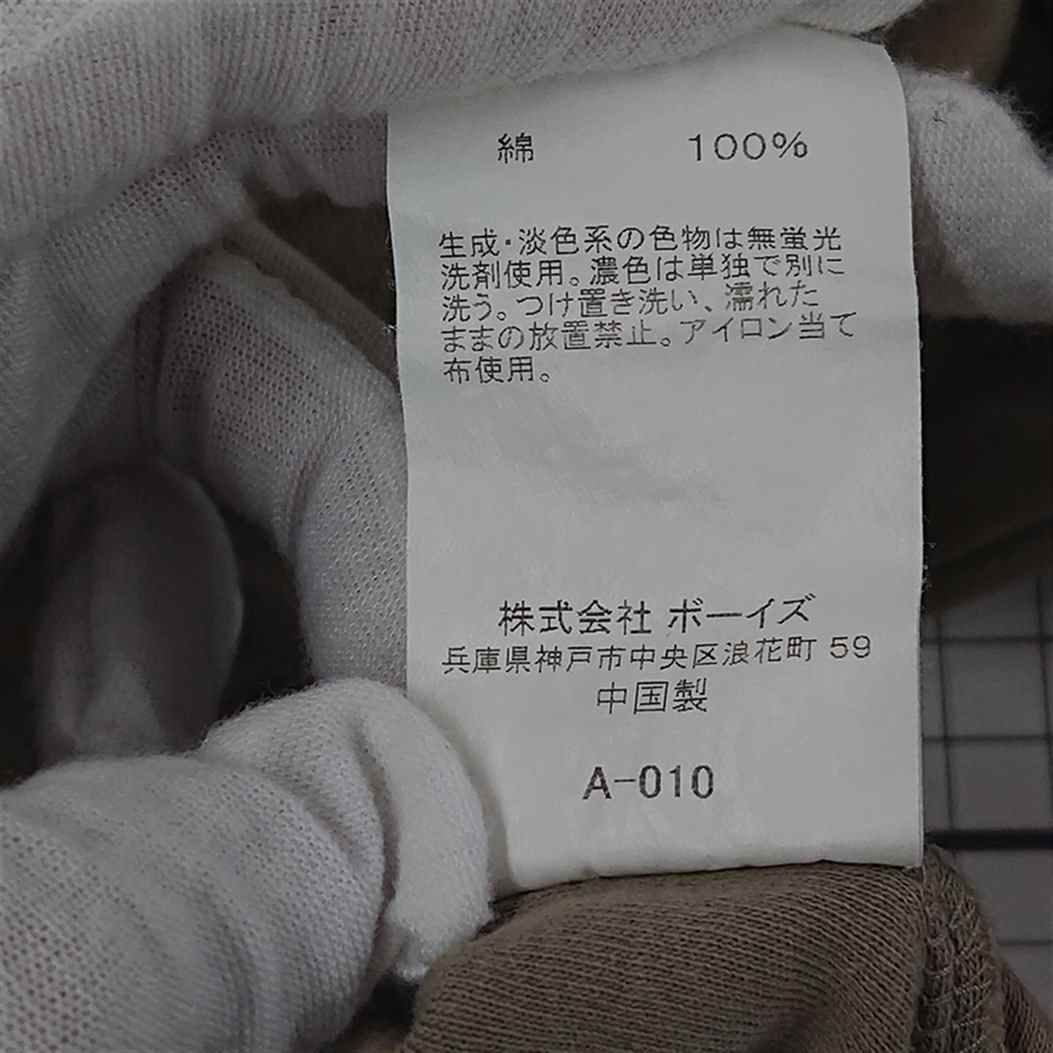 綿 100%
生成・淡色系の色物は無蛍光
洗剤使用。濃色は単独で別に
洗う。つけ置き洗い、濡れた
ままの放置禁止。アイロン当て
布使用。
株式会社 ボーイズ
兵庫県神戸市中央区浪花町 59
中国製
A-010